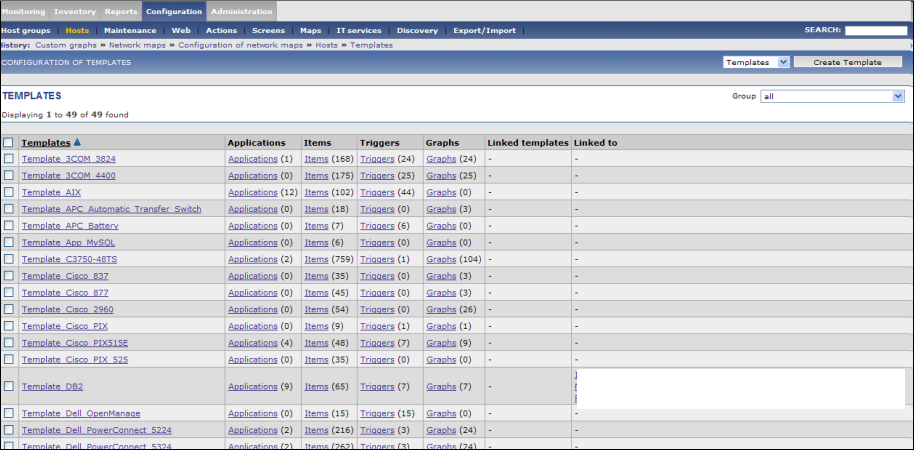 Monitoring Inventory Reports Configuration Administration
Host groups Hosts Maintenance Web Actions Screens Maps IT services Discovery Export/Import SEARCH:
History: Custom graphs » Network maps » Configuration of network maps » Hosts » Templates
CONFIGURATION OF TEMPLATES Templates Create Template
TEMPLATES Group all
Displaying 1 to 49 of 49 found
Templates Applications Items Triggers Graphs Linked templates Linked to
Template_3COM_3824 Applications (1) Items (168) Triggers (24) Graphs (24) - -
Template_3COM_4400 Applications (0) Items (175) Triggers (25) Graphs (25) - -
Template_AIX Applications (12) Items (102) Triggers (44) Graphs (0) - -
Template_APC_Automatic_Transfer_Switch Applications (0) Items (18) Triggers (0) Graphs (3) - -
Template_APC_Battery Applications (0) Items (7) Triggers (6) Graphs (0) - -
Template_App_MySQL Applications (0) Items (6) Triggers (0) Graphs (0) - -
Template_C3750-48TS Applications (2) Items (759) Triggers (1) Graphs (104) - -
Template_Cisco_837 Applications (0) Items (35) Triggers (0) Graphs (3) - -
Template_Cisco_877 Applications (0) Items (45) Triggers (0) Graphs (3) - -
Template_Cisco_2960 Applications (0) Items (54) Triggers (0) Graphs (26) - -
Template_Cisco_PIX Applications (0) Items (9) Triggers (1) Graphs (1) - -
Template_Cisco_PIX515E Applications (4) Items (48) Triggers (7) Graphs (9) - -
Template_Cisco_PIX_525 Applications (0) Items (35) Triggers (0) Graphs (0) - -
Template_DB2 Applications (9) Items (65) Triggers (7) Graphs (7) -
Template_Dell_OpenManage Applications (0) Items (15) Triggers (15) Graphs (0) - -
Template_Dell_PowerConnect_5224 Applications (2) Items (216) Triggers (3) Graphs (24) - -
Template_Dell_PowerConnect_5324 Applications (2) Items (262) Triggers (3) Graphs (24) - -